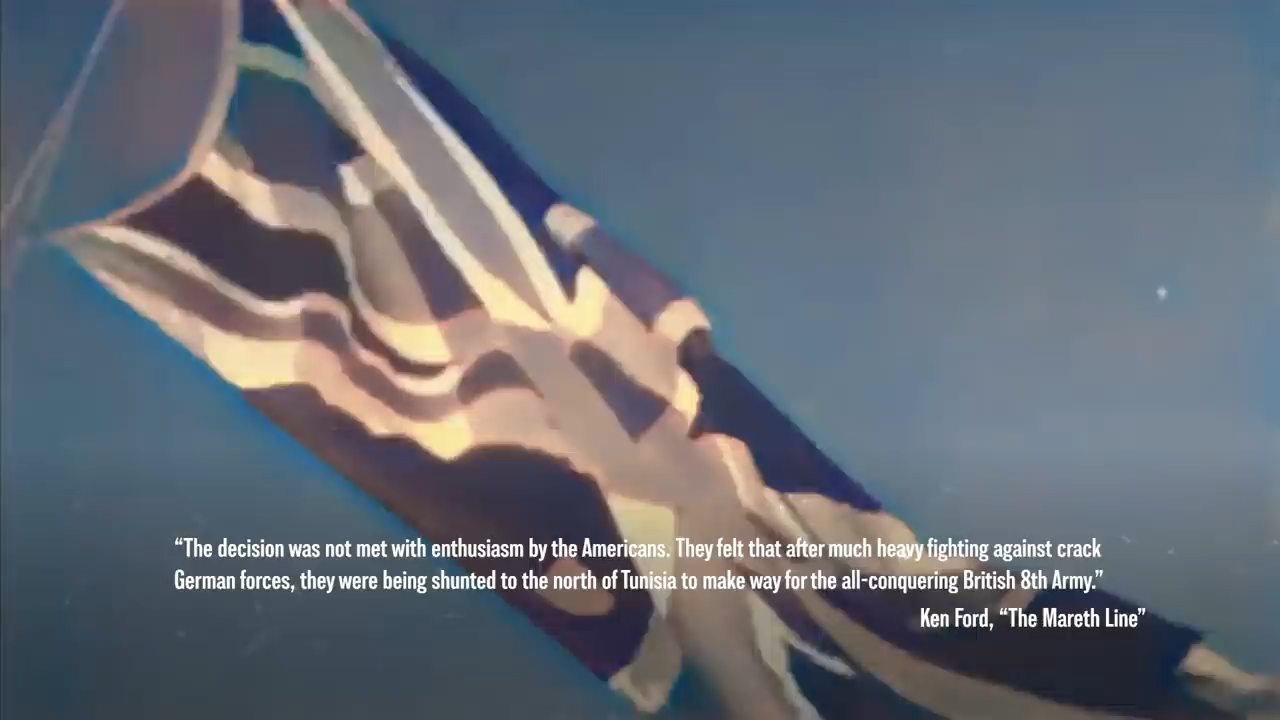 “The decision was not met with enthusiasm by the Americans. They felt that after much heavy fighting against crack
German forces, they were being shunted to the north of Tunisia to make way for the all-conquering British 8th Army.”
Ken Ford, “The Mareth Line”